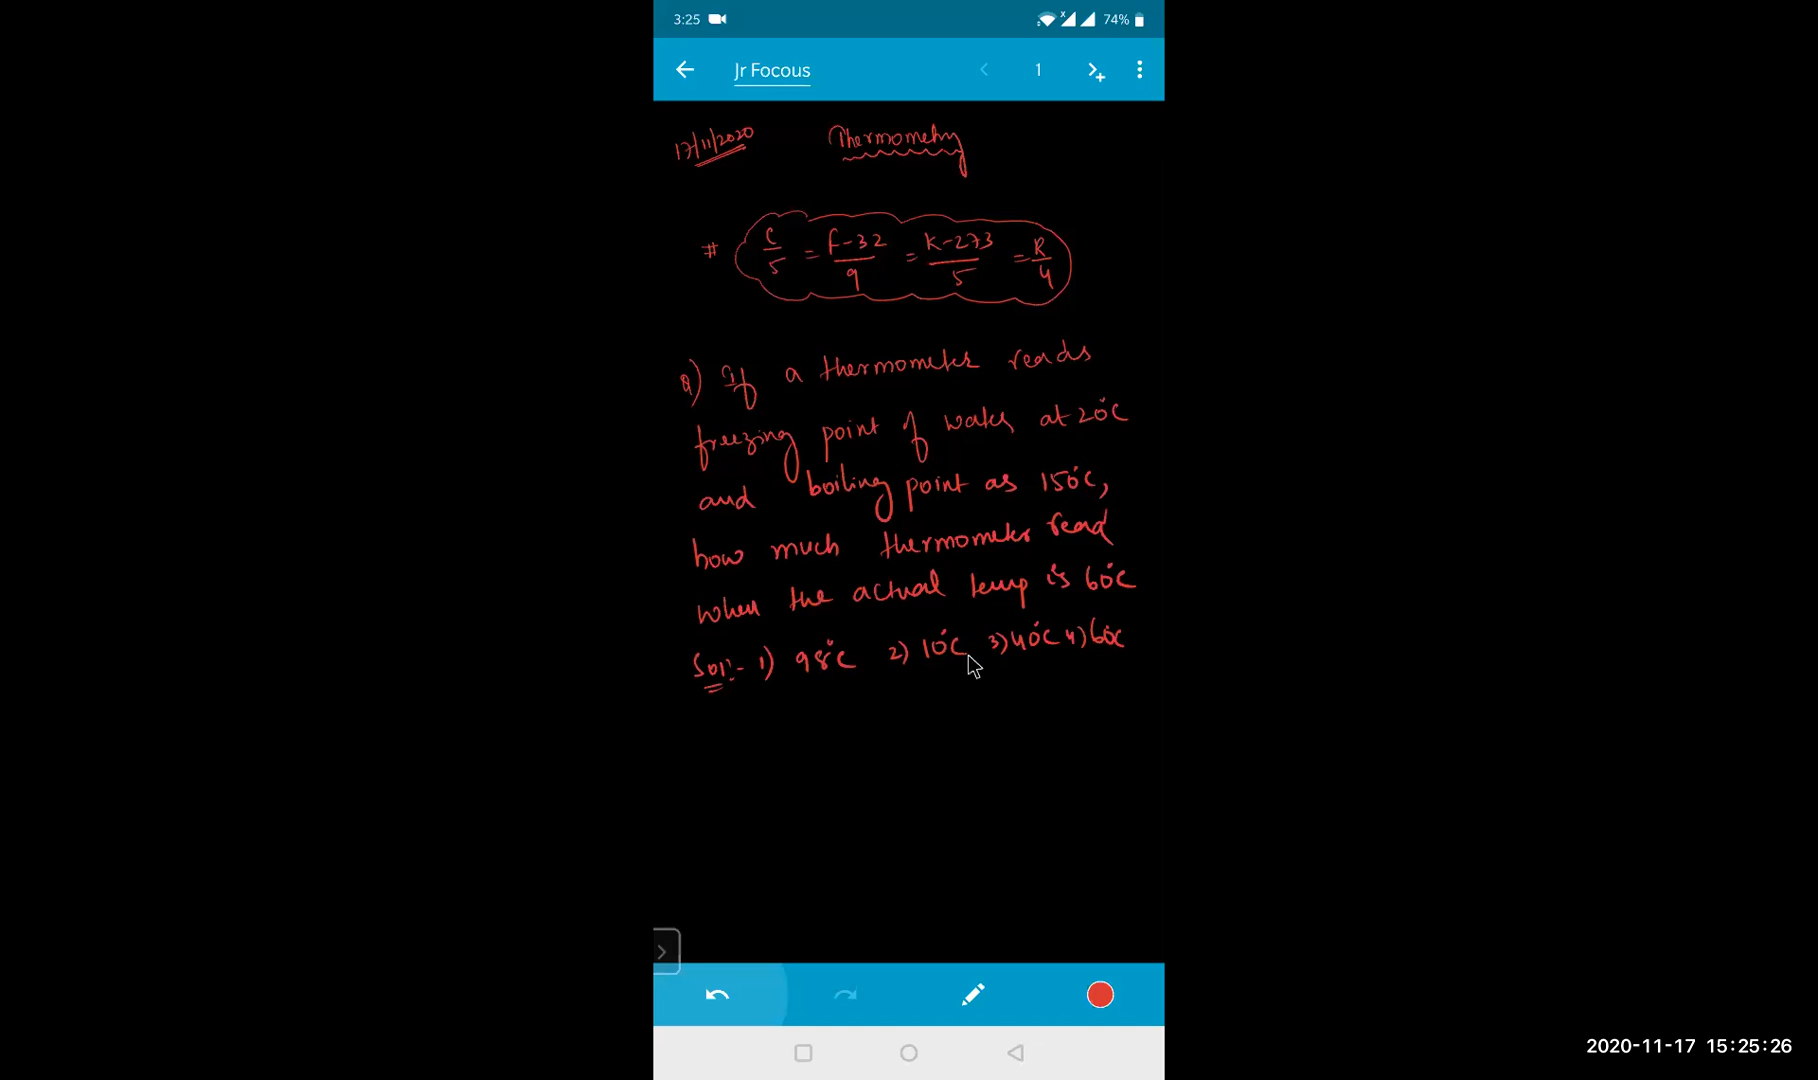 3:25
74%
Jr Focous
1
17/11/2020 Thermometry
# C/5 = F-32/9 = K-273/5 = R/4
Q) If a thermometer reads
freezing point of water at 20°C
and boiling point as 150°C,
how much thermometer read
when the actual temp is 60°C
Sol:- 1) 98°C 2) 10°C 3) 40°C 4) 60°C
2020-11-17 15:25:26